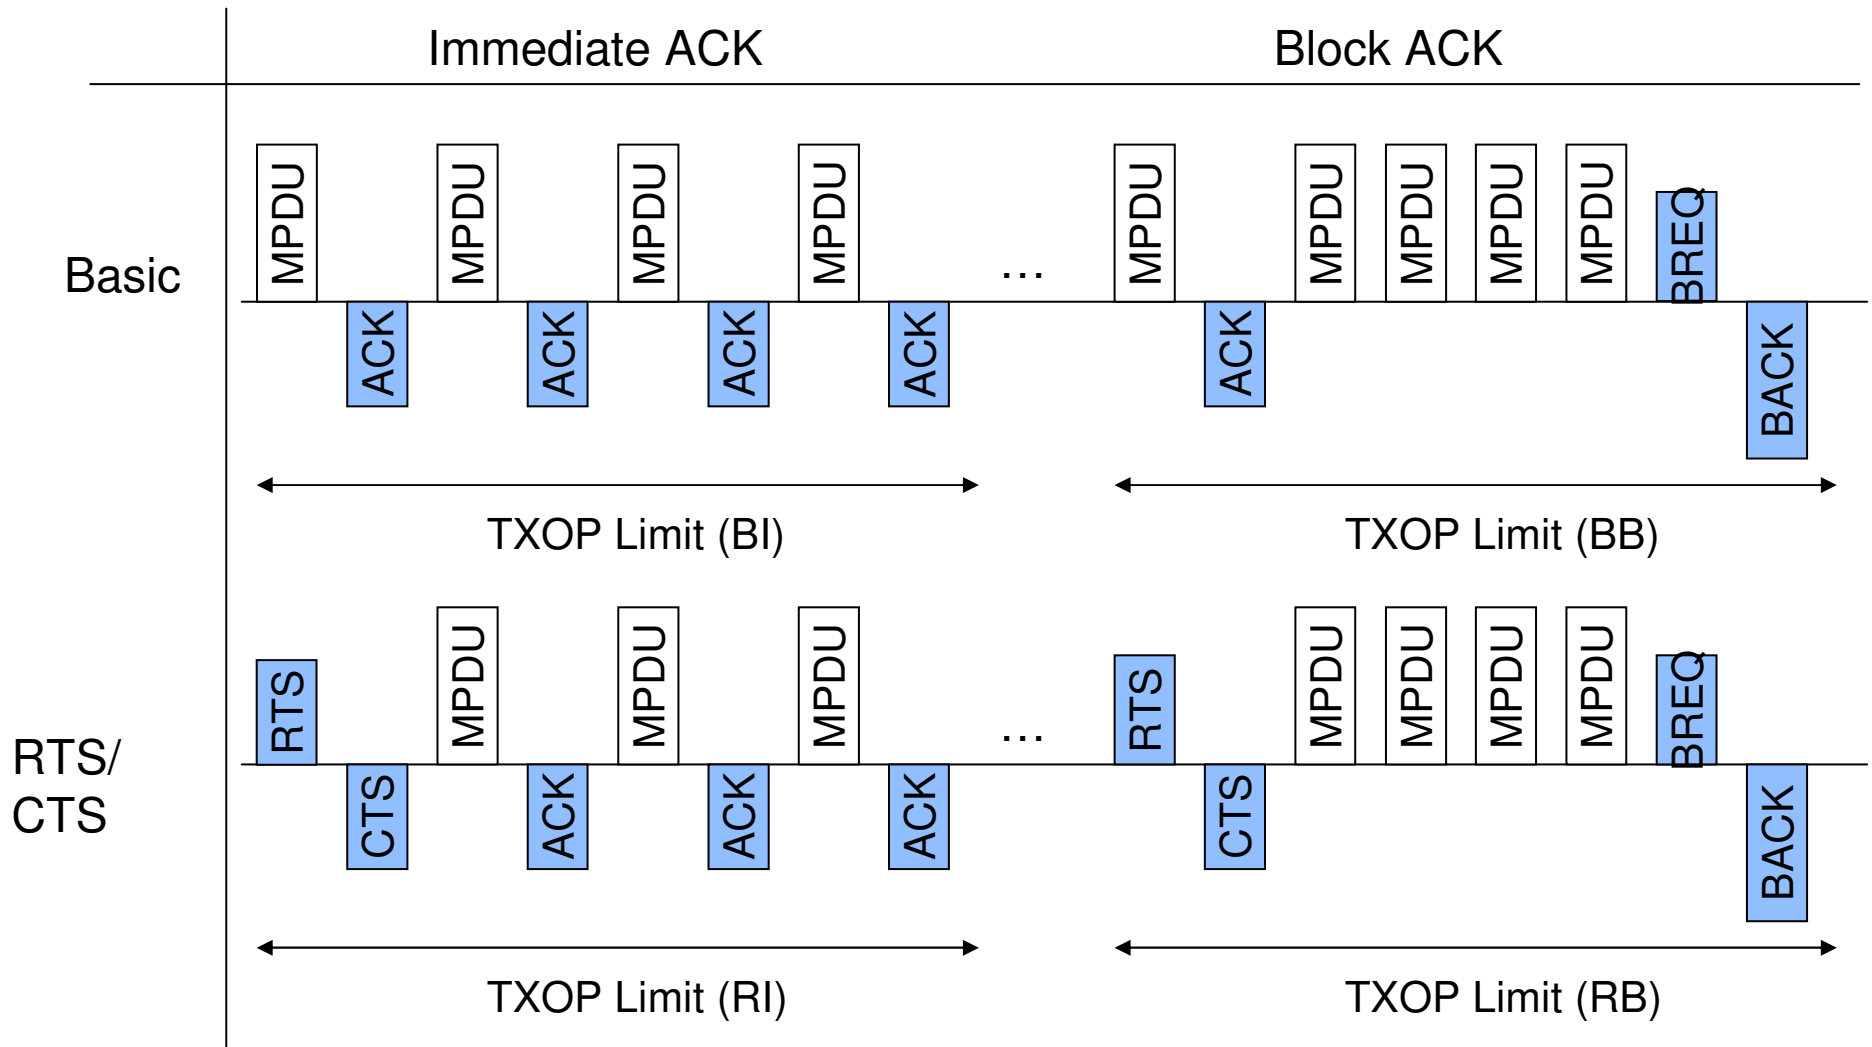 Immediate ACK
Block ACK
Basic
MPDU
ACK
MPDU
ACK
MPDU
ACK
MPDU
ACK
...
MPDU
ACK
MPDU
MPDU
MPDU
MPDU
BREQ
BACK
TXOP Limit (BI)
TXOP Limit (BB)
RTS/
CTS
RTS
CTS
MPDU
ACK
MPDU
ACK
MPDU
ACK
...
RTS
CTS
MPDU
MPDU
MPDU
MPDU
BREQ
BACK
TXOP Limit (RI)
TXOP Limit (RB)